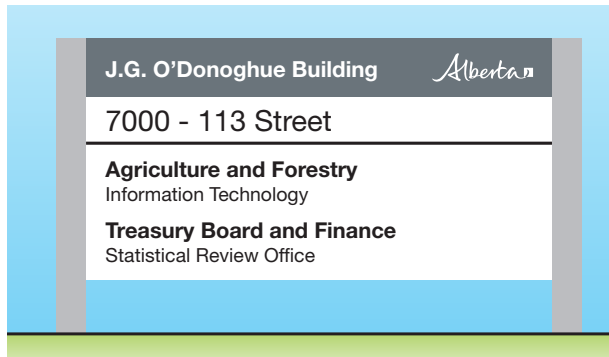 J.G. O’Donoghue Building Alberta
7000 - 113 Street
Agriculture and Forestry
Information Technology
Treasury Board and Finance
Statistical Review Office